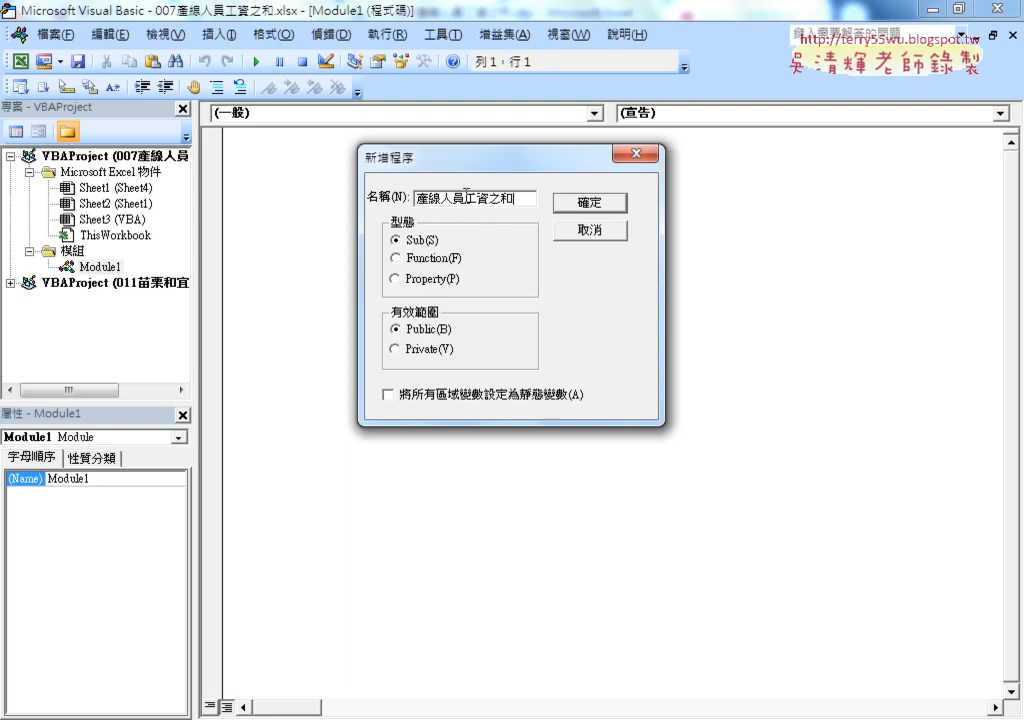 Microsoft Visual Basic - 007產線人員工資之和.xlsx - [Module1 (程式碼)]
檔案(F) 編輯(E) 檢視(V) 插入(I) 格式(O) 偵錯(D) 執行(R) 工具(T) 增益集(A) 視窗(W) 說明(H)
http://terry55wu.blogspot.tw
吳清輝老師錄製
列 1，行 1
專案 - VBAProject
(一般)
(宣告)
VBAProject (007產線人員
Microsoft Excel 物件
Sheet1 (Sheet4)
Sheet2 (Sheet1)
Sheet3 (VBA)
ThisWorkbook
模組
Module1
VBAProject (011苗栗和宜
屬性 - Module1
Module1 Module
字母順序 性質分類
(Name) Module1
新增程序
名稱(N): 產線人員工資之和
確定
取消
型態
Sub(S)
Function(F)
Property(P)
有效範圍
Public(B)
Private(V)
將所有區域變數設定為靜態變數(A)